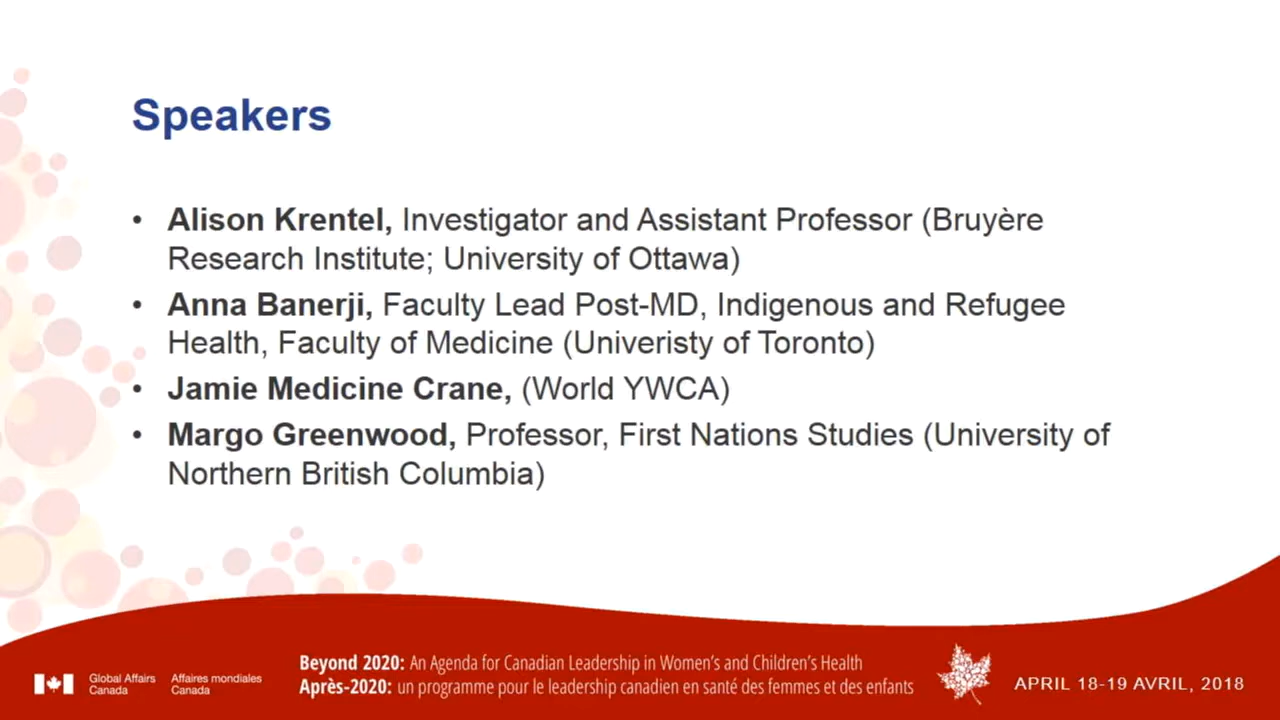 Speakers
• Alison Krentel, Investigator and Assistant Professor (Bruyère
Research Institute; University of Ottawa)
• Anna Banerji, Faculty Lead Post-MD, Indigenous and Refugee
Health, Faculty of Medicine (Univeristy of Toronto)
• Jamie Medicine Crane, (World YWCA)
• Margo Greenwood, Professor, First Nations Studies (University of
Northern British Columbia)
Global Affairs
Canada
Affaires mondiales
Canada
Beyond 2020: An Agenda for Canadian Leadership in Women's and Children's Health
Après-2020: un programme pour le leadership canadien en santé des femmes et des enfants
APRIL 18-19 AVRIL, 2018